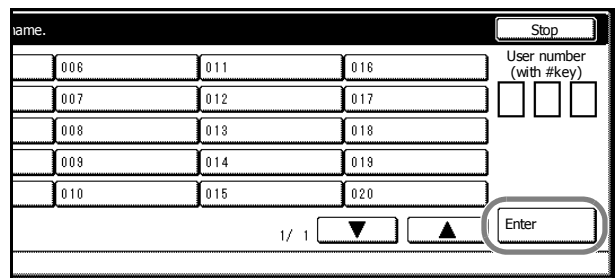 name.
Stop
User number
(with #key)
006 011 016
007 012 017
008 013 018
009 014 019
010 015 020
1/ 1 ▼ ▲
Enter